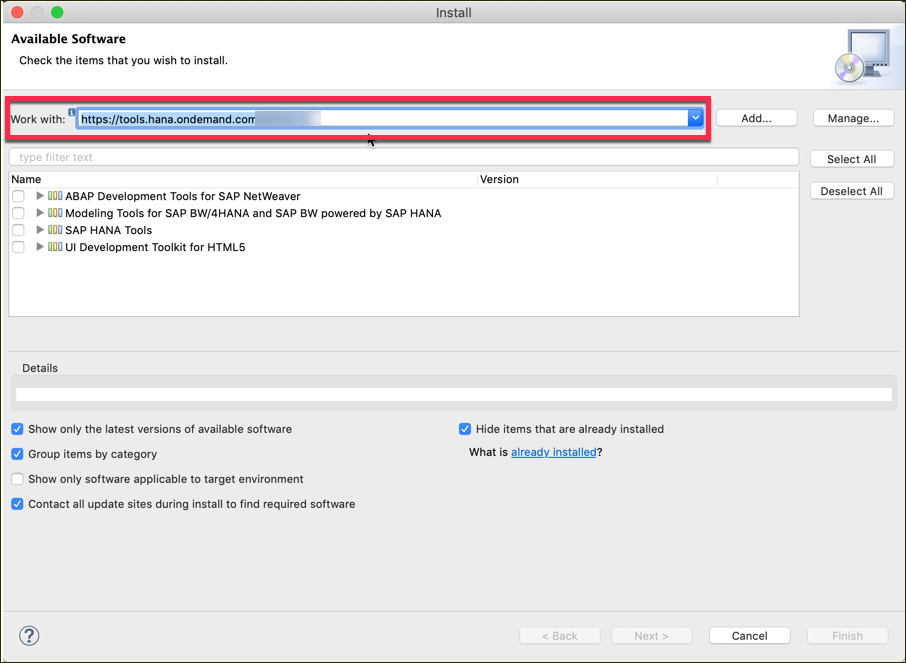 Install
Available Software
Check the items that you wish to install.
Work with: https://tools.hana.ondemand.com
Add...
Manage...
type filter text
Select All
Name Version
Deselect All
ABAP Development Tools for SAP NetWeaver
Modeling Tools for SAP BW/4HANA and SAP BW powered by SAP HANA
SAP HANA Tools
UI Development Toolkit for HTML5
Details
Show only the latest versions of available software
Hide items that are already installed
Group items by category
What is already installed?
Show only software applicable to target environment
Contact all update sites during install to find required software
? < Back Next > Cancel Finish